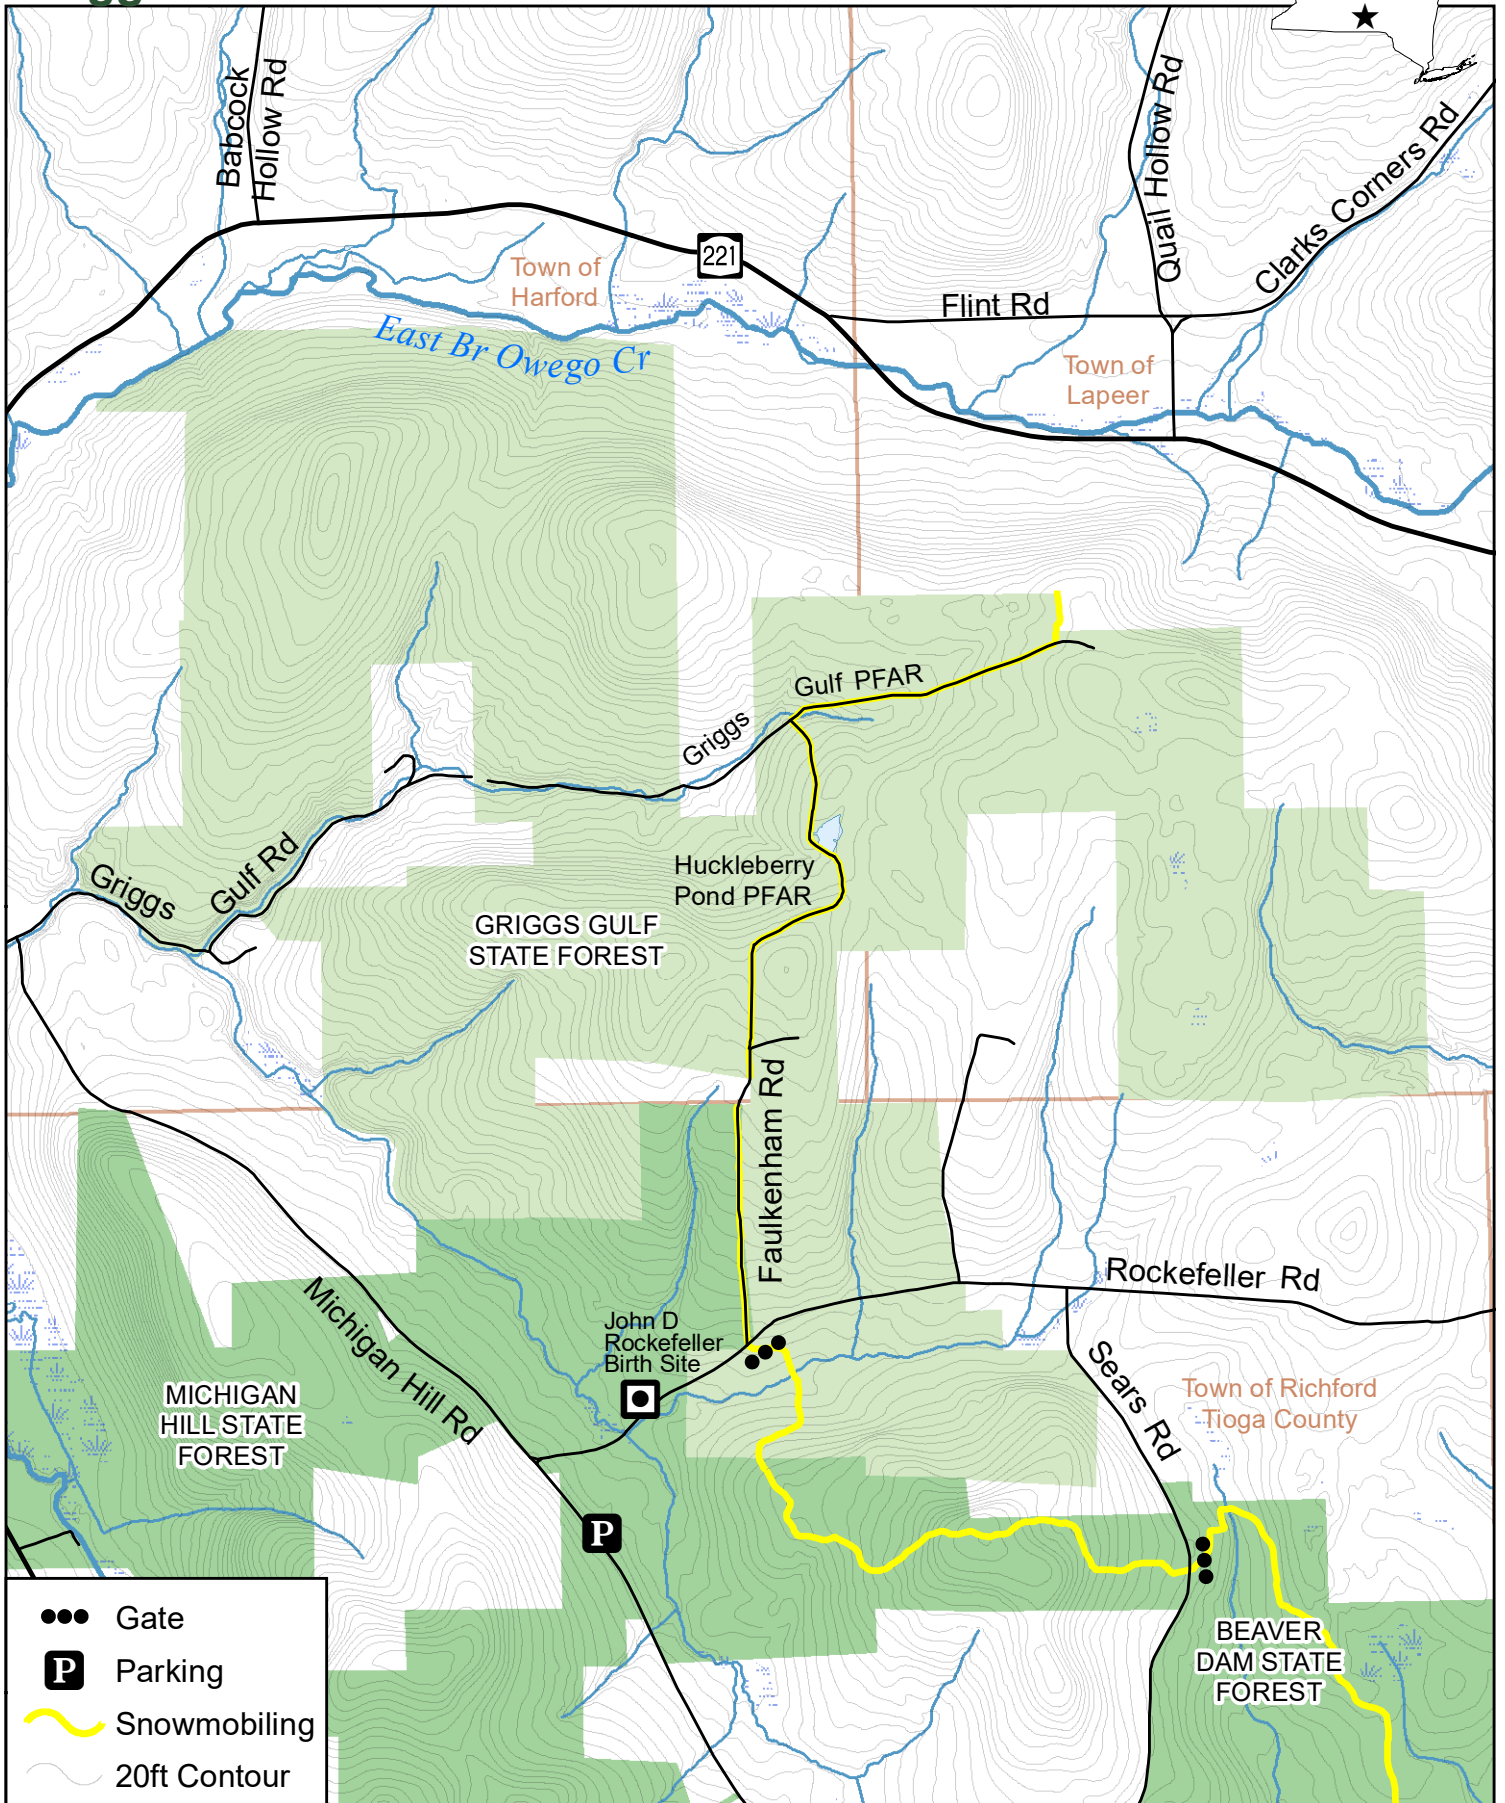 Babcock
Hollow Rd
Quail Hollow Rd
Clarks Corners Rd
221
Town of
Harford
Flint Rd
East Br Owego Cr
Town of
Lapeer
Gulf PFAR
Griggs
Huckleberry
Pond PFAR
Griggs
Gulf Rd
GRIGGS GULF
STATE FOREST
Faulkenham Rd
Rockefeller Rd
Michigan Hill Rd
John D
Rockefeller
Birth Site
Sears Rd
MICHIGAN
HILL STATE
FOREST
Town of Richford
Tioga County
P
BEAVER
DAM STATE
FOREST
Gate
P Parking
Snowmobiling
20ft Contour